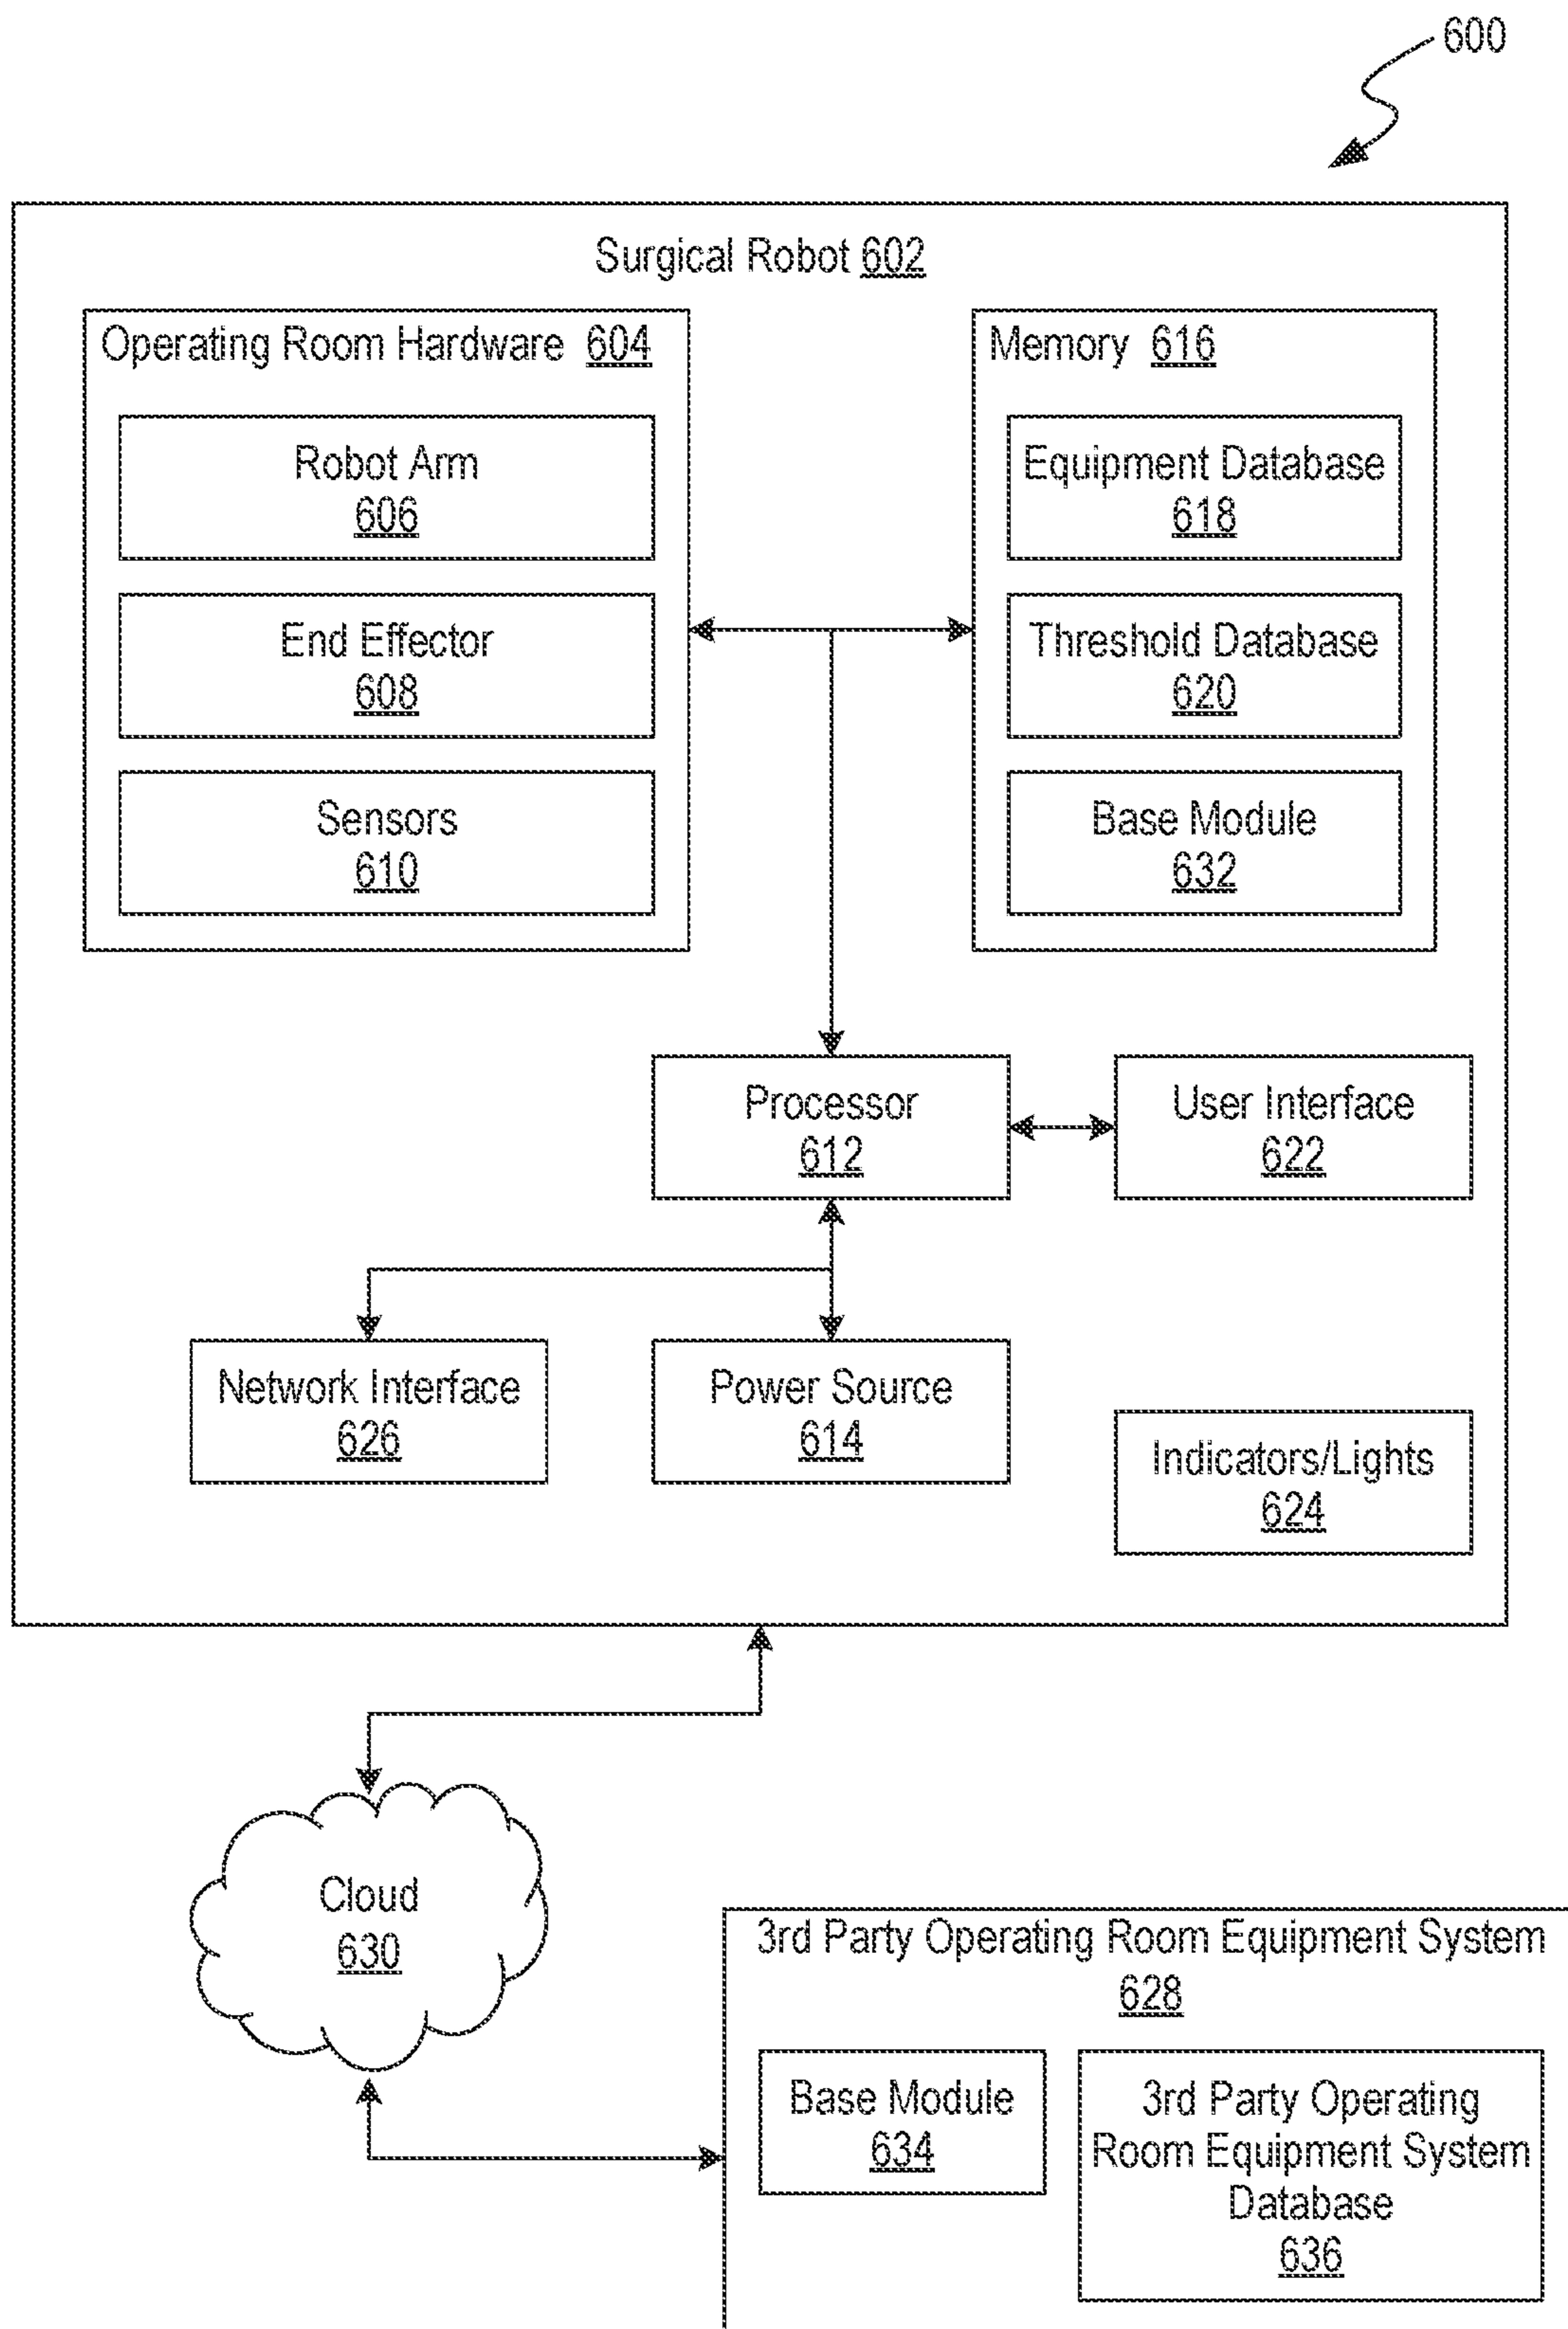 600
Surgical Robot 602
Operating Room Hardware 604
Robot Arm
606
End Effector
608
Sensors
610
Memory 616
Equipment Database
618
Threshold Database
620
Base Module
632
Processor
612
User Interface
622
Network Interface
626
Power Source
614
Indicators/Lights
624
Cloud
630
3rd Party Operating Room Equipment System
628
Base Module
634
3rd Party Operating
Room Equipment System
Database
636